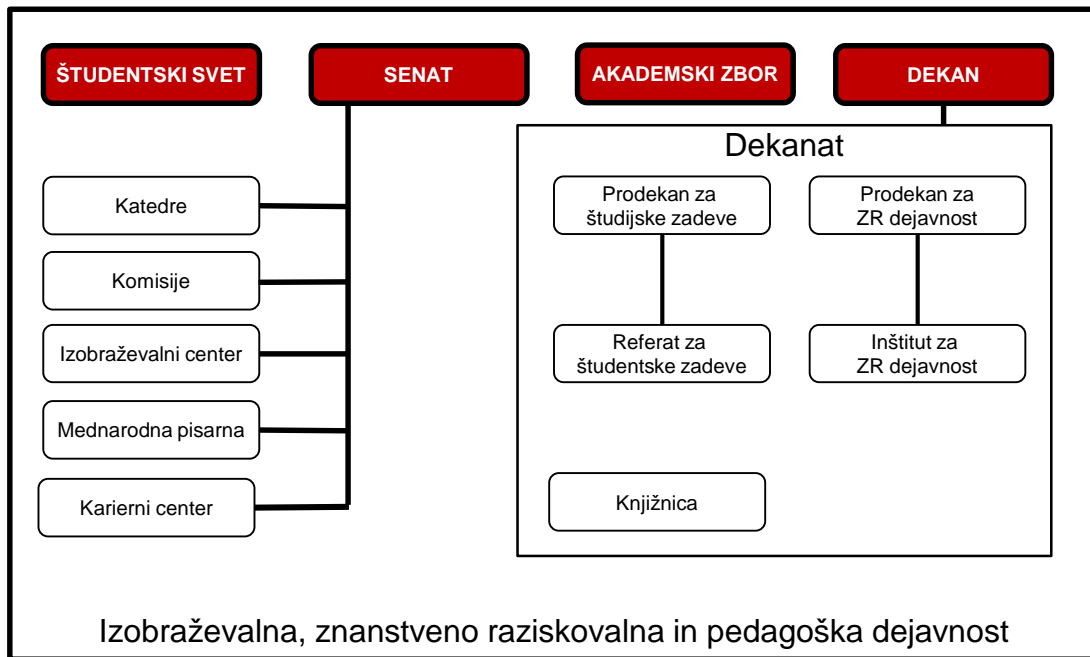 ŠTUDENTSKI SVET
SENAT
AKADEMSKI ZBOR
DEKAN
Dekanat
Katedre
Komisije
Izobraževalni center
Mednarodna pisarna
Karierni center
Prodekan za
študijske zadeve
Prodekan za
ZR dejavnost
Referat za
študentske zadeve
Inštitut za
ZR dejavnost
Knjižnica
Izobraževalna, znanstveno raziskovalna in pedagoška dejavnost